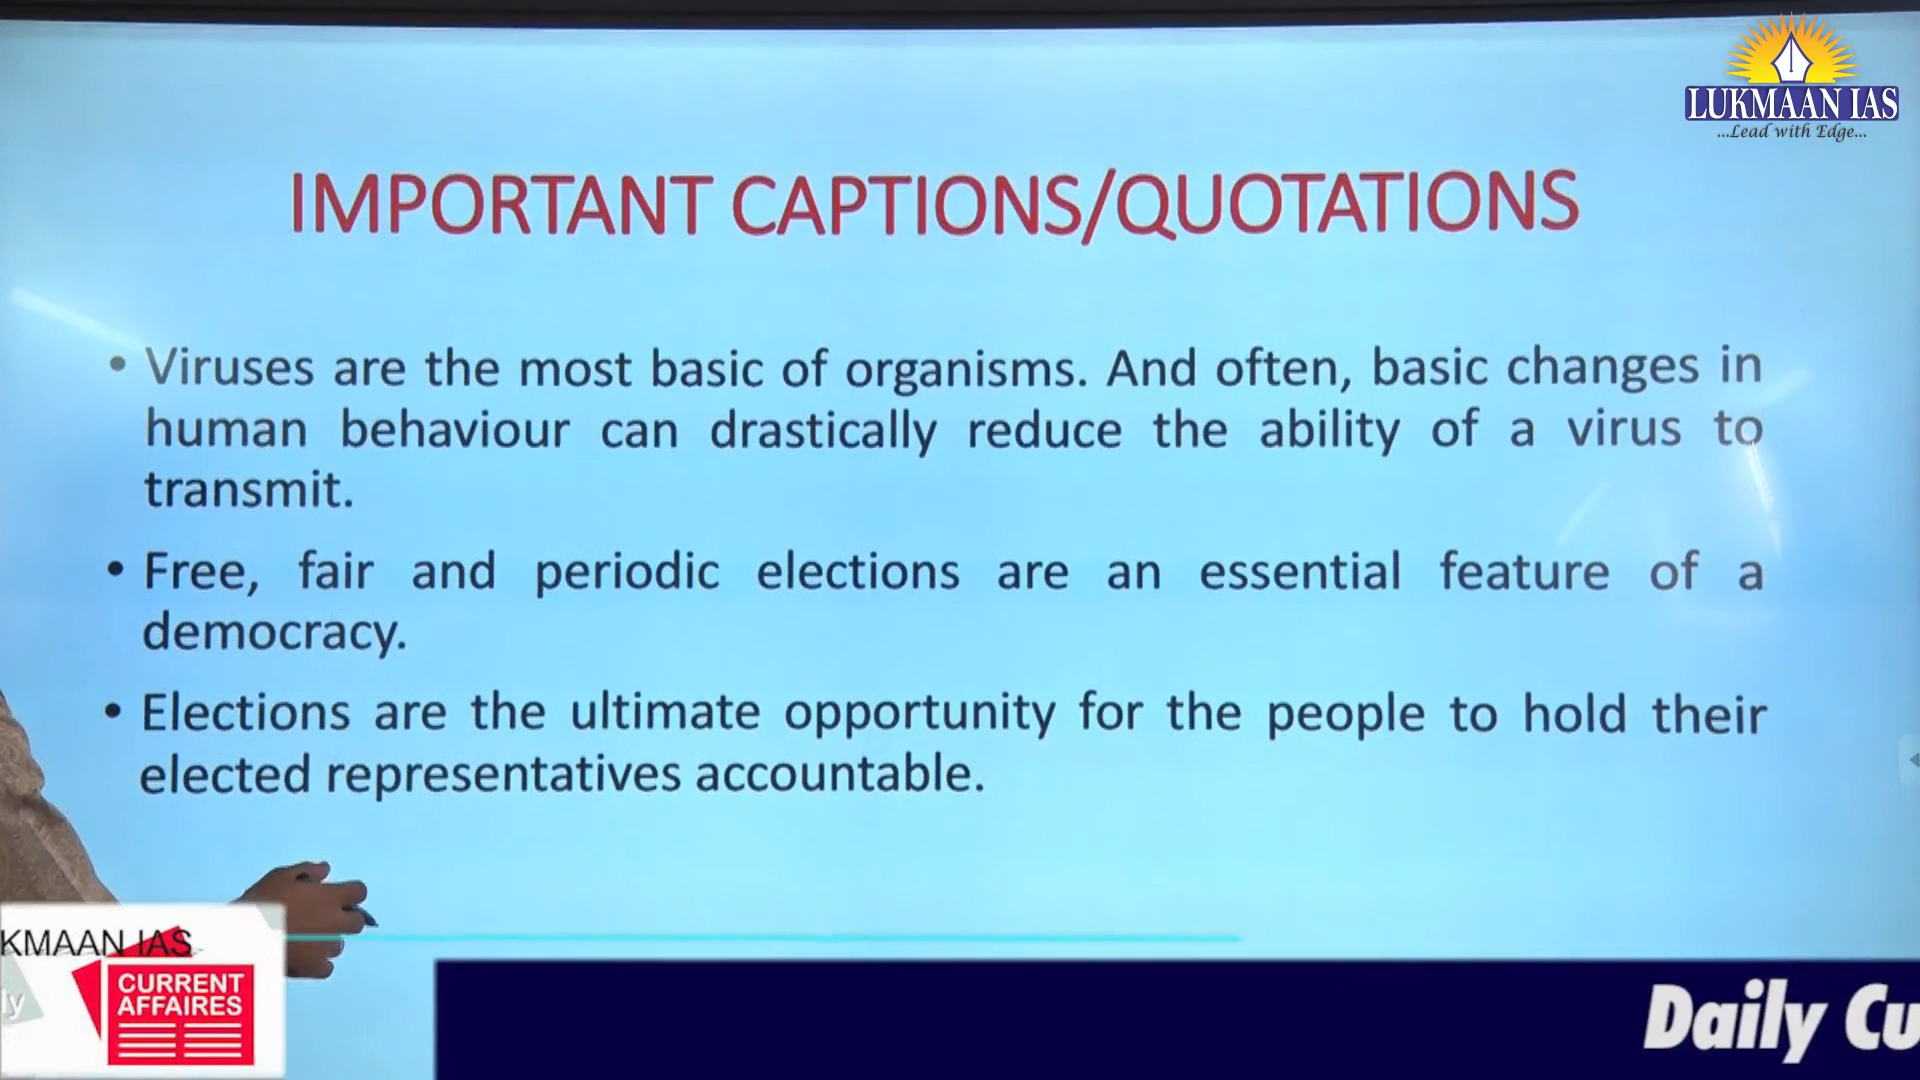 LUKMAAN IAS
...Lead with Edge...
IMPORTANT CAPTIONS/QUOTATIONS
• Viruses are the most basic of organisms. And often, basic changes in
human behaviour can drastically reduce the ability of a virus to
transmit.
• Free, fair and periodic elections are an essential feature of a
democracy.
• Elections are the ultimate opportunity for the people to hold their
elected representatives accountable.
KMAAN IAS
ly
CURRENT
AFFAIRES
Daily Cu